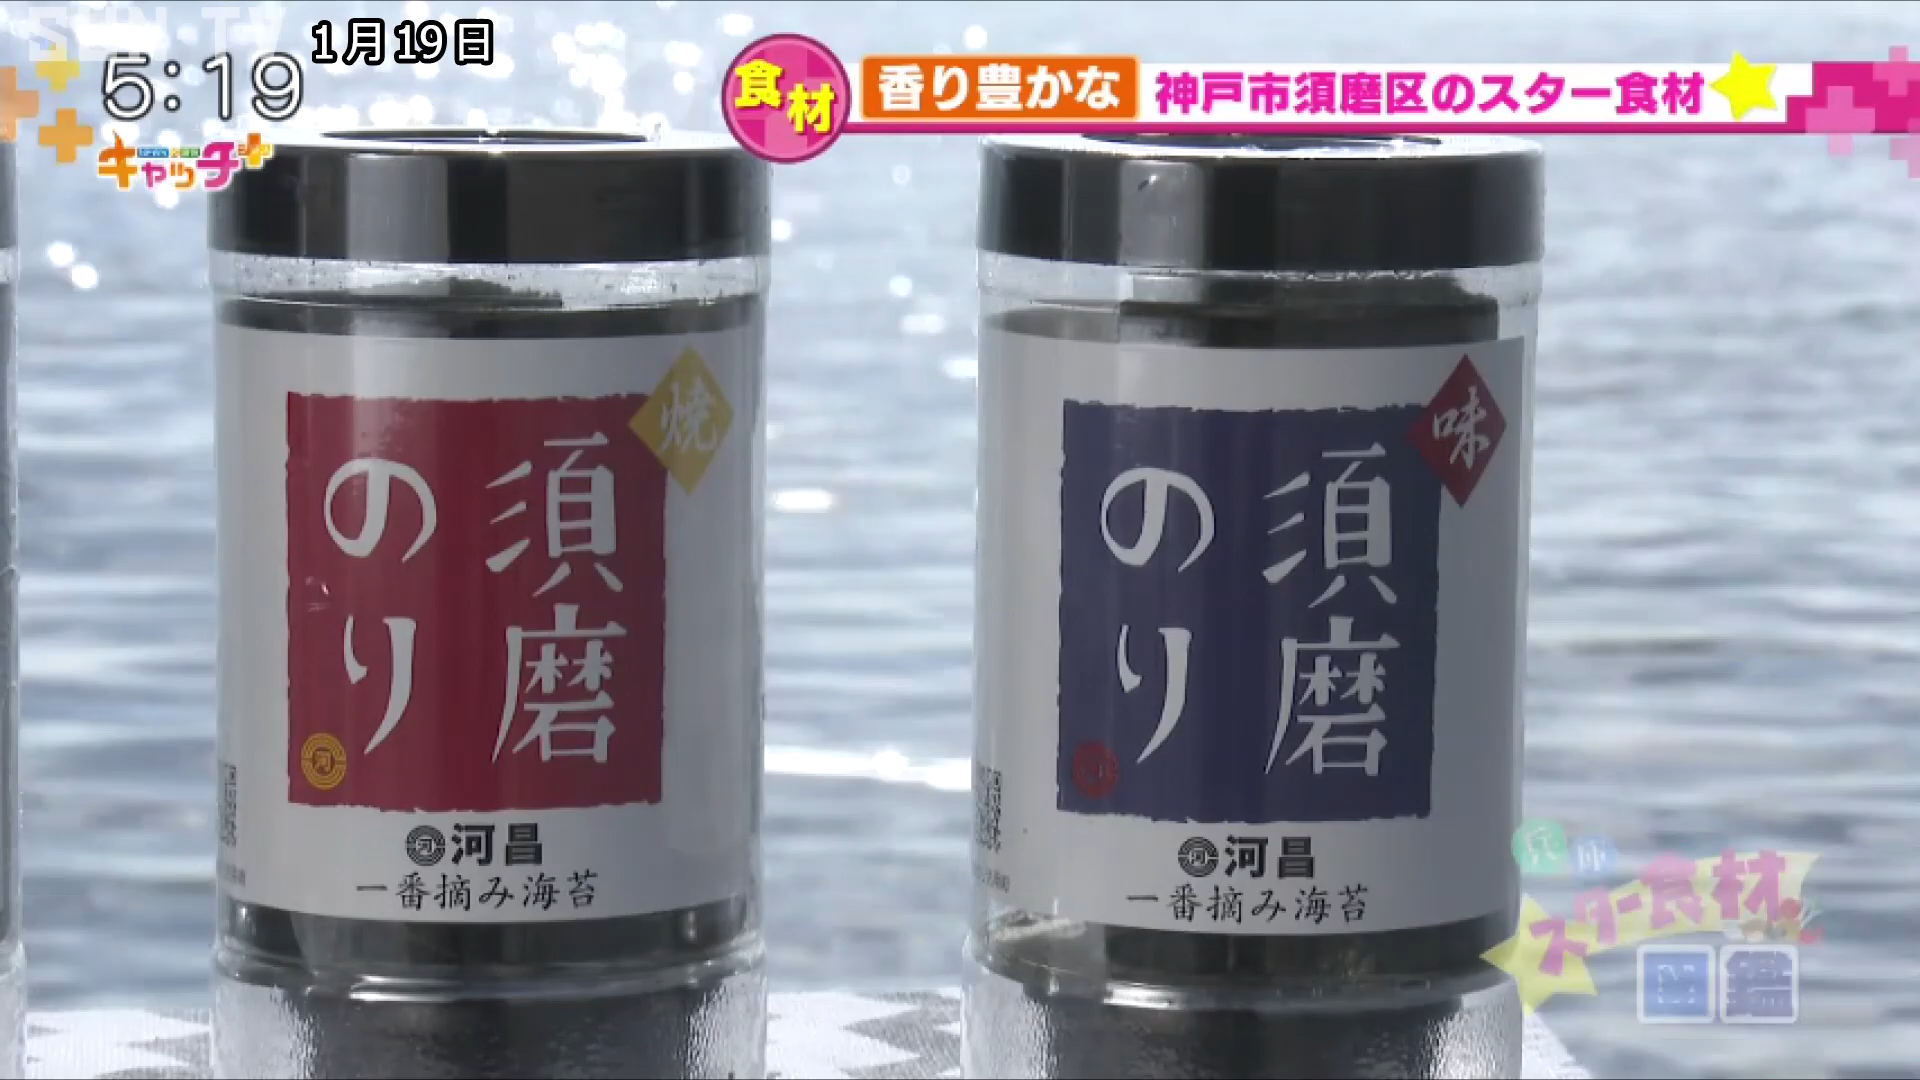 SUN-TV
5:19
1月19日
キャッチ+
食材
香り豊かな
神戸市須磨区のスター食材
焼
須磨
のり
河昌
一番摘み海苔
味
須磨
のり
河昌
一番摘み海苔
兵庫
スター食材
図鑑